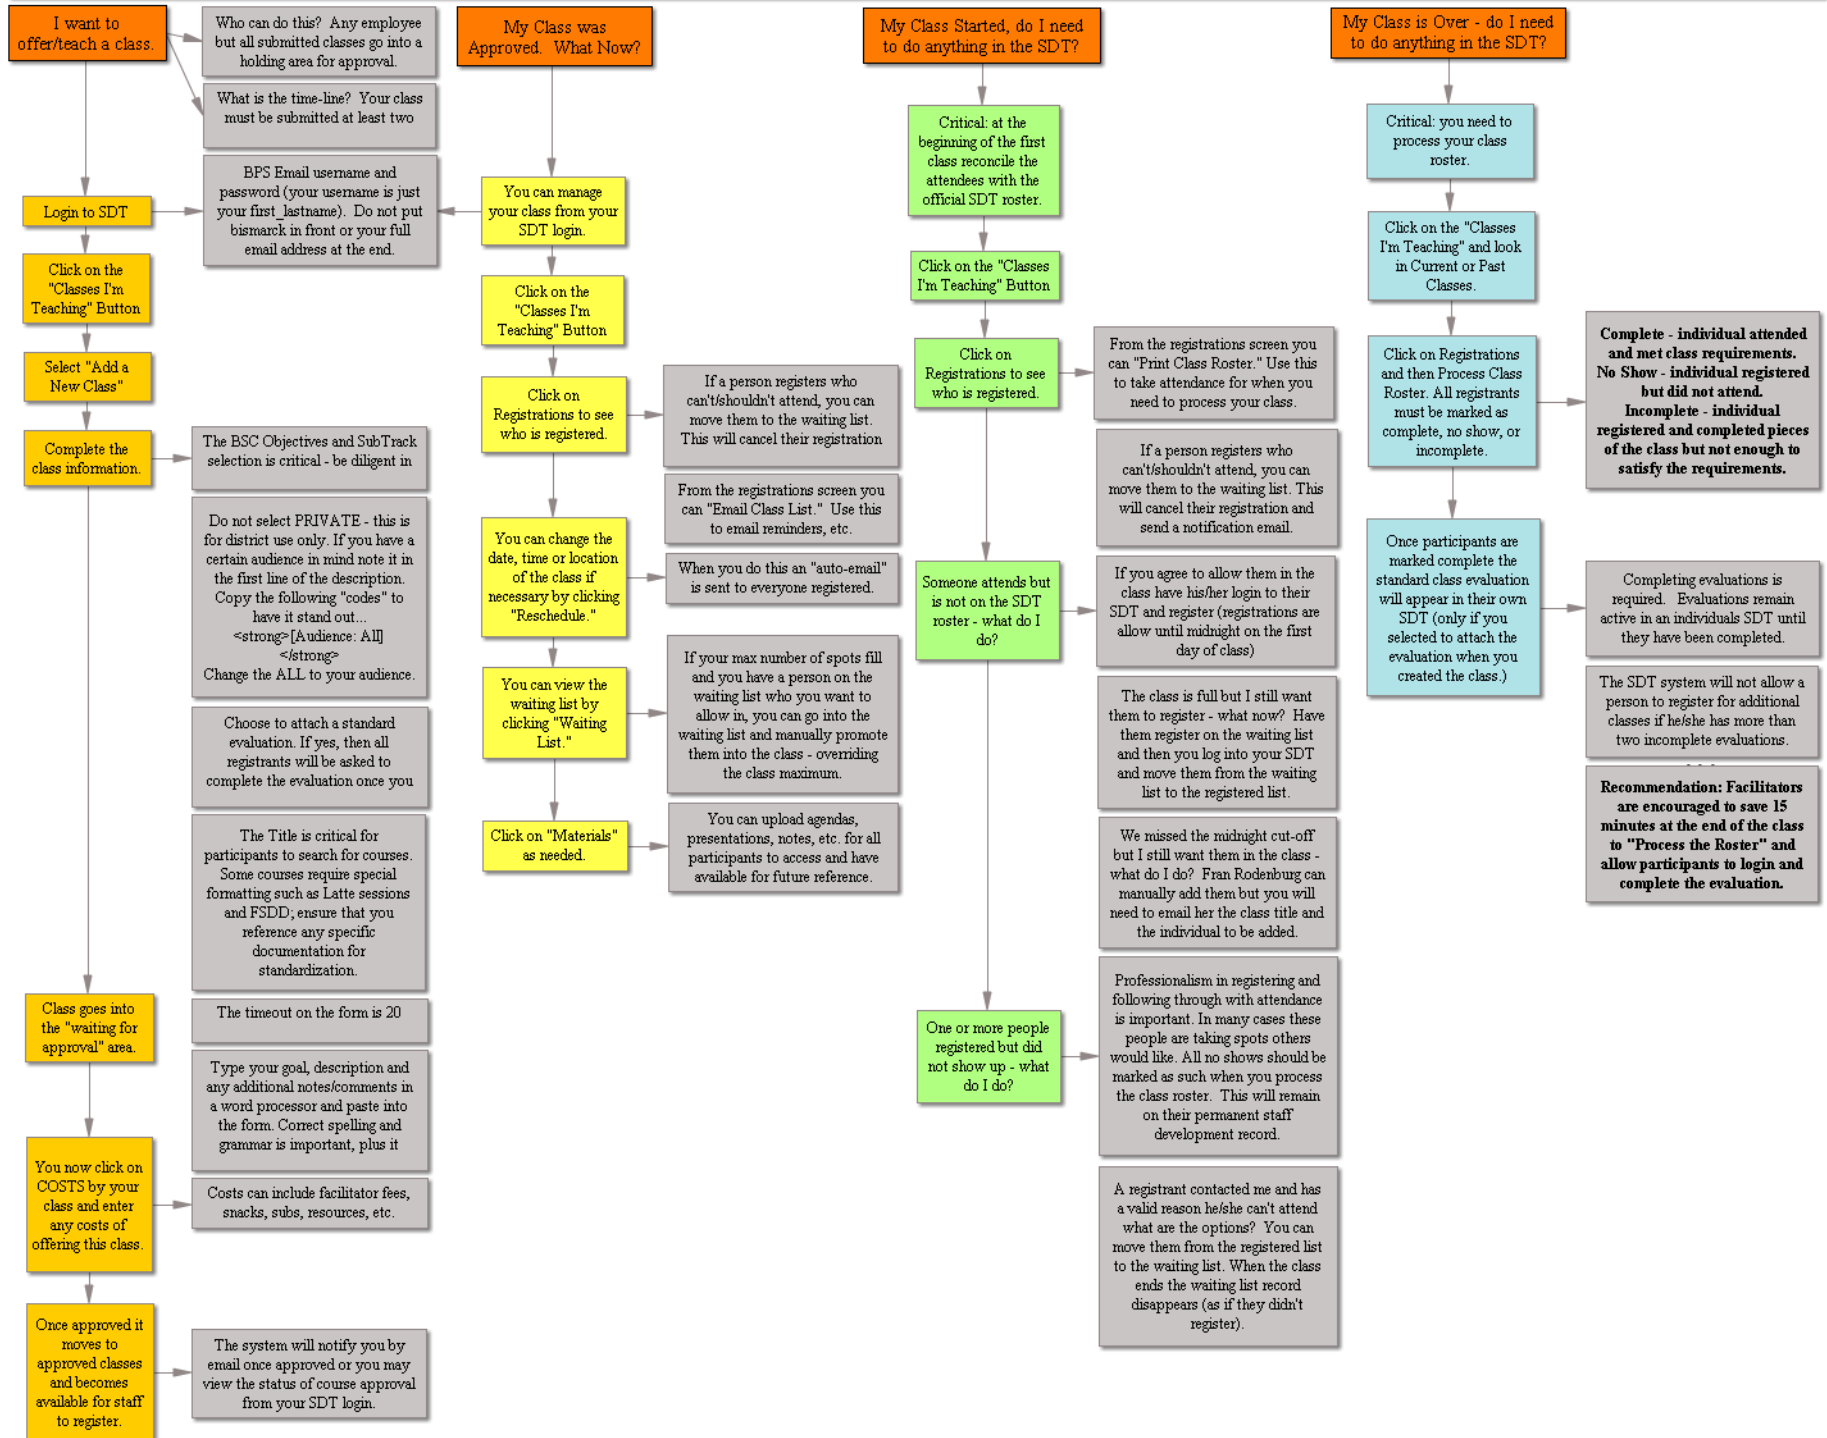 I want to
offer/teach a class.
Who can do this?  Any employee
but all submitted classes go into a
holding area for approval.
What is the time-line?  Your class
must be submitted at least two
BPS Email username and
password (your username is just
your first_lastname).  Do not put
bismarck in front or your full
email address at the end.
Login to SDT
Click on the
"Classes I'm
Teaching" Button
Select "Add a
New Class"
Complete the
class information.
The BSC Objectives and SubTrack
selection is critical - be diligent in
Do not select PRIVATE - this is
for district use only. If you have a
certain audience in mind note it in
the first line of the description.
Copy the following "codes" to
have it stand out...
<strong>[Audience: All]
</strong>
Change the ALL to your audience.
Choose to attach a standard
evaluation. If yes, then all
registrants will be asked to
complete the evaluation once you
The Title is critical for
participants to search for courses.
Some courses require special
formatting such as Latte sessions
and FSDD; ensure that you
reference any specific
documentation for
standardization.
Class goes into
the "waiting for
approval" area.
The timeout on the form is 20
Type your goal, description and
any additional notes/comments in
a word processor and paste into
the form. Correct spelling and
grammar is important, plus it
You now click on
COSTS by your
class and enter
any costs of
offering this class.
Costs can include facilitator fees,
snacks, subs, resources, etc.
Once approved it
moves to
approved classes
and becomes
available for staff
to register.
The system will notify you by
email once approved or you may
view the status of course approval
from your SDT login.
My Class was
Approved.  What Now?
You can manage
your class from your
SDT login.
Click on the
"Classes I'm
Teaching" Button
Click on
Registrations to see
who is registered.
If a person registers who
can't/shouldn't attend, you can
move them to the waiting list.
This will cancel their registration
From the registrations screen you
can "Email Class List."  Use this
to email reminders, etc.
You can change the
date, time or location
of the class if
necessary by clicking
"Reschedule."
When you do this an "auto-email"
is sent to everyone registered.
You can view the
waiting list by
clicking "Waiting
List."
If your max number of spots fill
and you have a person on the
waiting list who you want to
allow in, you can go into the
waiting list and manually promote
them into the class - overriding
the class maximum.
Click on "Materials"
as needed.
You can upload agendas,
presentations, notes, etc. for all
participants to access and have
available for future reference.
My Class Started, do I need
to do anything in the SDT?
Critical: at the
beginning of the first
class reconcile the
attendees with the
official SDT roster.
Click on the "Classes
I'm Teaching" Button
Click on
Registrations to see
who is registered.
From the registrations screen you
can "Print Class Roster." Use this
to take attendance for when you
need to process your class.
If a person registers who
can't/shouldn't attend, you can
move them to the waiting list. This
will cancel their registration and
send a notification email.
Someone attends but
is not on the SDT
roster - what do I
do?
If you agree to allow them in the
class have his/her login to their
SDT and register (registrations are
allow until midnight on the first
day of class)
The class is full but I still want
them to register - what now?  Have
them register on the waiting list
and then you log into your SDT
and move them from the waiting
list to the registered list.
We missed the midnight cut-off
but I still want them in the class -
what do I do?  Fran Rodenburg can
manually add them but you will
need to email her the class title and
the individual to be added.
One or more people
registered but did
not show up - what
do I do?
Professionalism in registering and
following through with attendance
is important. In many cases these
people are taking spots others
would like. All no shows should be
marked as such when you process
the class roster.  This will remain
on their permanent staff
development record.
A registrant contacted me and has
a valid reason he/she can't attend
what are the options?  You can
move them from the registered list
to the waiting list. When the class
ends the waiting list record
disappears (as if they didn't
register).
My Class is Over - do I need
to do anything in the SDT?
Critical: you need to
process your class
roster.
Click on the "Classes
I'm Teaching" and look
in Current or Past
Classes.
Click on Registrations
and then Process Class
Roster. All registrants
must be marked as
complete, no show, or
incomplete.
Complete - individual attended
and met class requirements.
No Show - individual registered
but did not attend.
Incomplete - individual
registered and completed pieces
of the class but not enough to
satisfy the requirements.
Once participants are
marked complete the
standard class evaluation
will appear in their own
SDT (only if you
selected to attach the
evaluation when you
created the class.)
Completing evaluations is
required.   Evaluations remain
active in an individuals SDT until
they have been completed.
The SDT system will not allow a
person to register for additional
classes if he/she has more than
two incomplete evaluations.
Recommendation: Facilitators
are encouraged to save 15
minutes at the end of the class
to "Process the Roster" and
allow participants to login and
complete the evaluation.